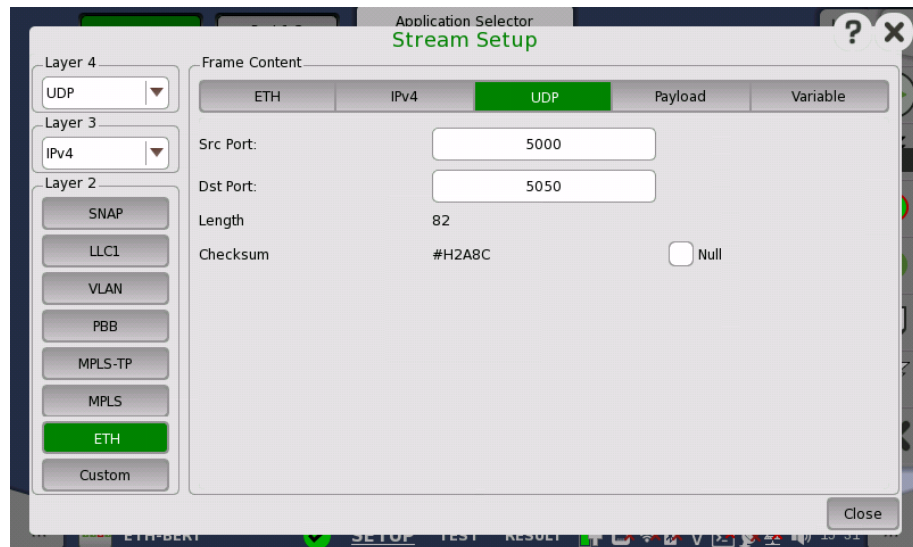 Application Selector
Stream Setup
?
Layer 4
UDP
Layer 3
IPv4
Layer 2
SNAP
LLC1
VLAN
PBB
MPLS-TP
MPLS
ETH
Custom
Frame Content
ETH IPv4 UDP Payload Variable
Src Port: 5000
Dst Port: 5050
Length 82
Checksum #H2A8C Null
Close
ETH-BERT SETUP TEST RESULT